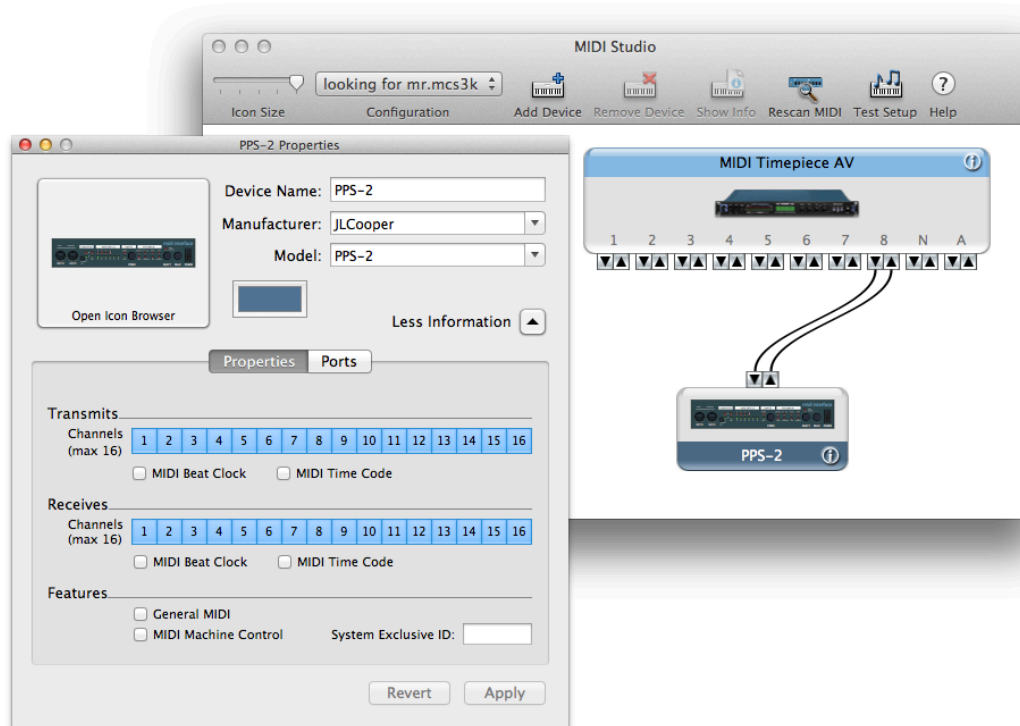 MIDI Studio
looking for mr.mcs3k
Icon Size Configuration Add Device Remove Device Show Info Rescan MIDI Test Setup Help
?
PPS-2 Properties
Device Name: PPS-2
Manufacturer: JLCooper
Model: PPS-2
Open Icon Browser
Less Information
Properties Ports
Transmits
Channels
(max 16)
1 2 3 4 5 6 7 8 9 10 11 12 13 14 15 16
MIDI Beat Clock MIDI Time Code
Receives
Channels
(max 16)
1 2 3 4 5 6 7 8 9 10 11 12 13 14 15 16
MIDI Beat Clock MIDI Time Code
Features
General MIDI
MIDI Machine Control System Exclusive ID:
Revert Apply
MIDI Timepiece AV
1 2 3 4 5 6 7 8 N A
PPS-2